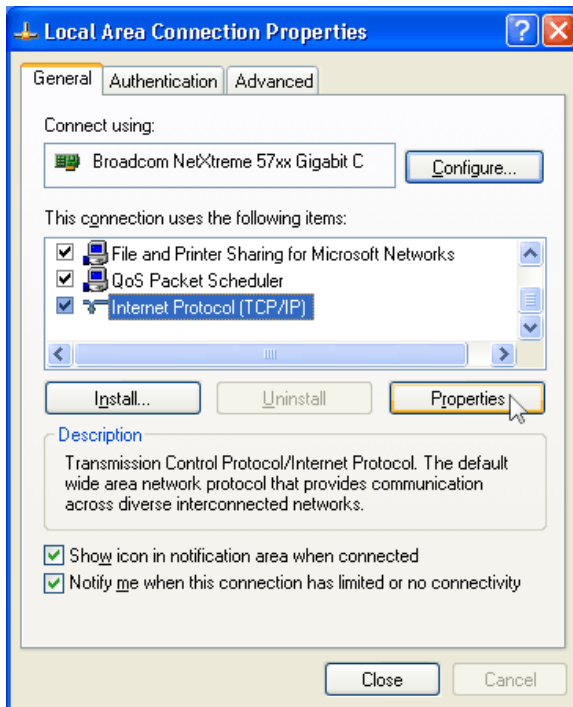 Local Area Connection Properties
General Authentication Advanced
Connect using:
Broadcom NetXtreme 57xx Gigabit C
Configure...
This connection uses the following items:
File and Printer Sharing for Microsoft Networks
QoS Packet Scheduler
Internet Protocol (TCP/IP)
Install... Uninstall Properties
Description
Transmission Control Protocol/Internet Protocol. The default
wide area network protocol that provides communication
across diverse interconnected networks.
Show icon in notification area when connected
Notify me when this connection has limited or no connectivity
Close Cancel